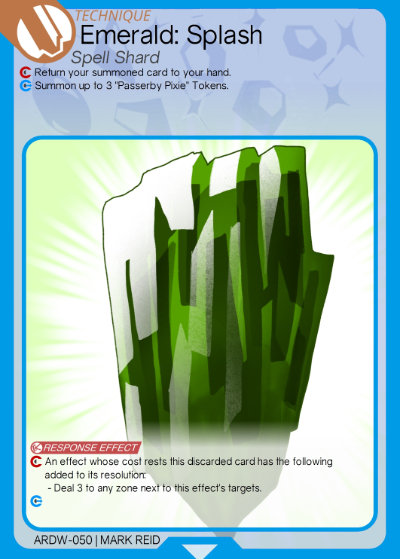 TECHNIQUE
Emerald: Splash
Spell Shard
C Return your summoned card to your hand.
E Summon up to 3 "Passerby Pixie" Tokens.
RESPONSE EFFECT
C An effect whose cost rests this discarded card has the following
added to its resolution:
- Deal 3 to any zone next to this effect's targets.
E
ARDW-050 | MARK REID